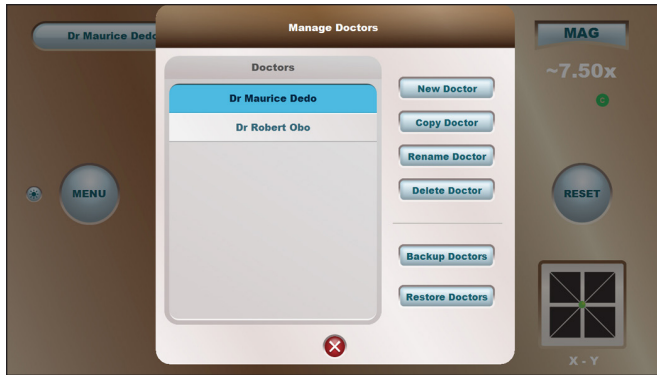 Manage Doctors
Dr Maurice Dedo
MAG
Doctors
~7.50x
Dr Maurice Dedo
New Doctor
C
Dr Robert Obo
Copy Doctor
Rename Doctor
MENU
Delete Doctor
RESET
Backup Doctors
Restore Doctors
X - Y